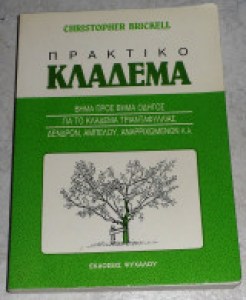 CHRISTOPHER BRICKELL
ΠΡΑΚΤΙΚΟ
ΚΛΑΔΕΜΑ
ΒΗΜΑ ΠΡΟΣ ΒΗΜΑ ΟΔΗΓΟΣ
ΓΙΑ ΤΟ ΚΛΑΔΕΜΑ ΤΡΙΑΝΤΑΦΥΛΛΙΑΣ,
ΔΕΝΔΡΩΝ, ΑΜΠΕΛΟΥ, ΑΝΑΡΡΙΧΩΜΕΝΩΝ κ.ά.
ΕΚΔΟΣΕΙΣ ΨΥΧΑΛΟΥ